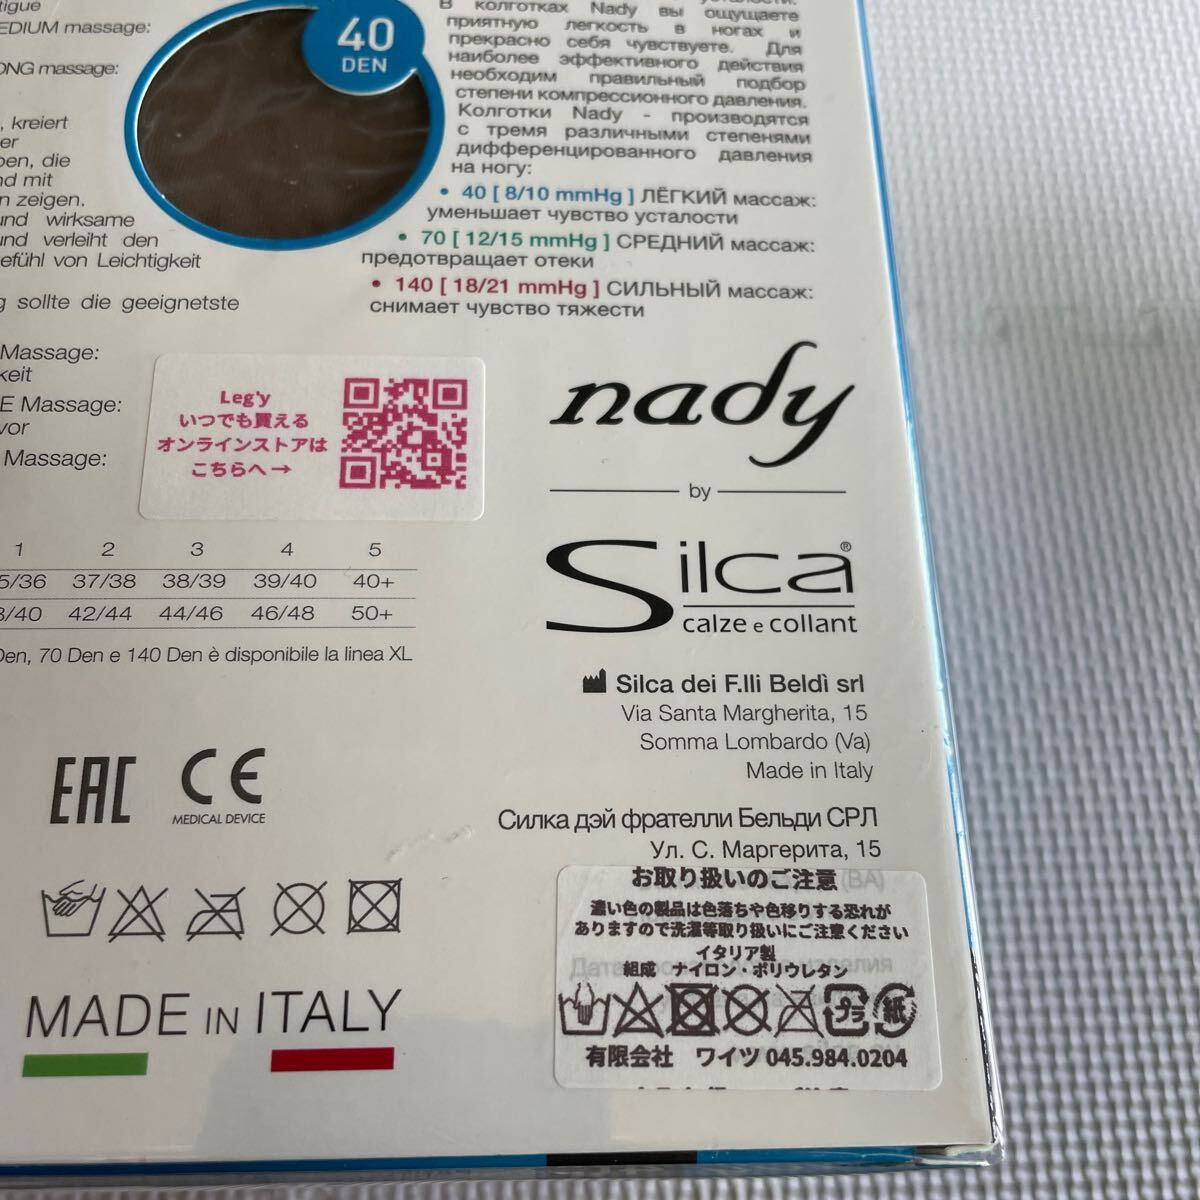 EDIUM massage:
ONG massage:
, kreiert
er
ben, die
nd mit
n zeigen.
und wirksame
und verleiht den
efühl von Leichtigkeit
g sollte die geeignetste
Massage:
keit
E Massage:
vor
Massage:
40
DEN
В колготках Nady вы ощущаете
приятную легкость в ногах и
прекрасно себя чувствуете. Для
наиболее эффективного действия
необходим правильный подбор
степени компрессионного давления.
Колготки Nady - производятся
с тремя различными степенями
дифференцированного давления
на ногу:
• 40 [ 8/10 mmHg ] ЛЁГКИЙ массаж:
уменьшает чувство усталости
• 70 [ 12/15 mmHg ] СРЕДНИЙ массаж:
предотвращает отеки
• 140 [ 18/21 mmHg ] СИЛЬНЫЙ массаж:
снимает чувство тяжести
Leg'y
いつでも買える
オンラインストアは
こちらへ→
nady
by
Silca®
calze e collant
1 2 3 4 5
5/36 37/38 38/39 39/40 40+
8/40 42/44 44/46 46/48 50+
Den, 70 Den e 140 Den è disponibile la linea XL
Silca dei F.lli Beldì srl
Via Santa Margherita, 15
Somma Lombardo (Va)
Made in Italy
Силка дэй фрателли Бельди СРЛ
Ул. С. Маргерита, 15
EAC CE
MEDICAL DEVICE
MADE IN ITALY
お取り扱いのご注意
濃い色の製品は色落ちや色移りする恐れが
ありますので洗濯等取り扱いにご注意ください
イタリア製
組成 ナイロン・ポリウレタン
プラ 紙
有限会社 ワイツ 045.984.0204